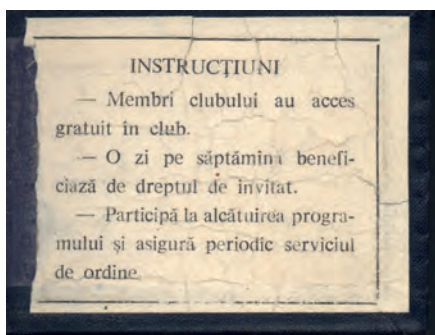 INSTRUCȚIUNI
— Membri clubului au acces
gratuit în club.
— O zi pe săptămînă benefi-
ciază de dreptul de invitat.
— Participă la alcătuirea progra-
mului și asigură periodic serviciul
de ordine.